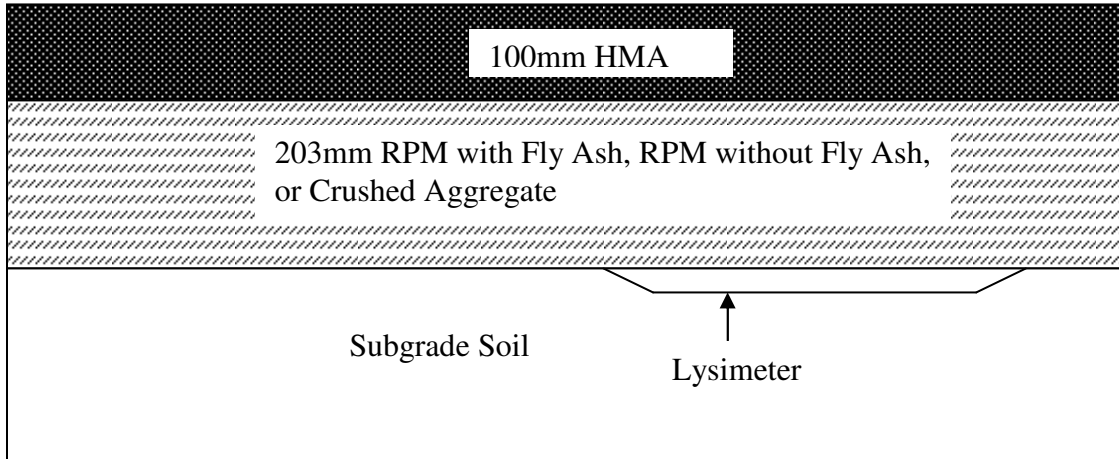 100mm HMA
203mm RPM with Fly Ash, RPM without Fly Ash,
or Crushed Aggregate
Subgrade Soil
Lysimeter